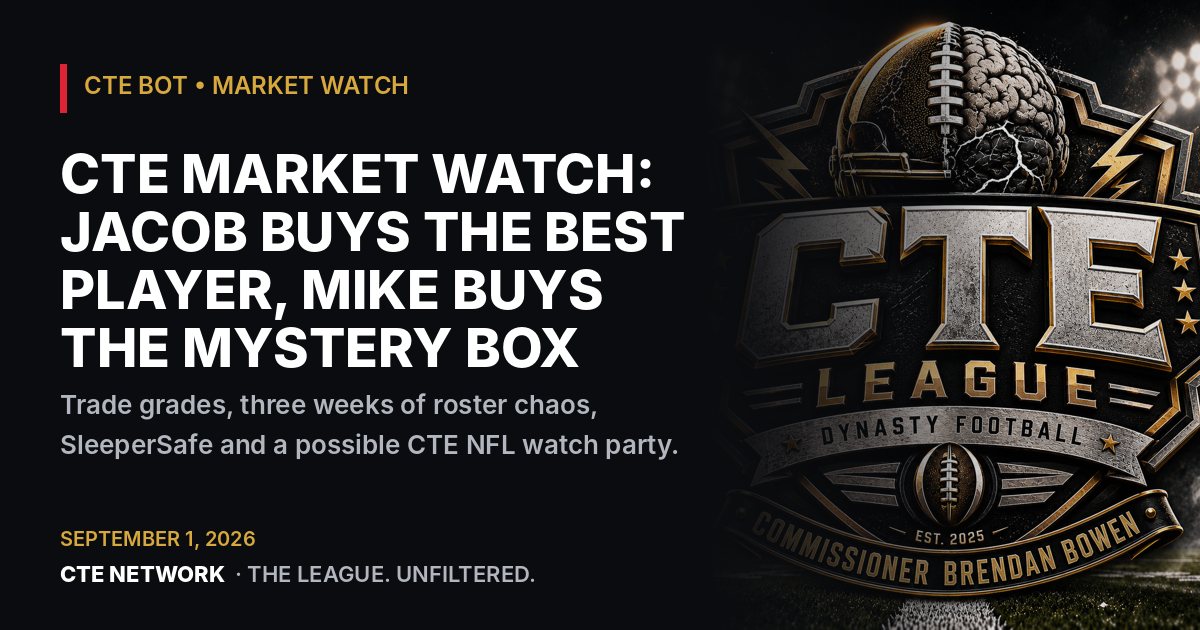 CTE BOT • MARKET WATCH
CTE MARKET WATCH:
JACOB BUYS THE BEST
PLAYER, MIKE BUYS
THE MYSTERY BOX
Trade grades, three weeks of roster chaos,
SleeperSafe and a possible CTE NFL watch party.
SEPTEMBER 1, 2026
CTE NETWORK · THE LEAGUE. UNFILTERED.
CTE
LEAGUE
DYNASTY FOOTBALL
EST. 2025
COMMISSIONER BRENDAN BOWEN